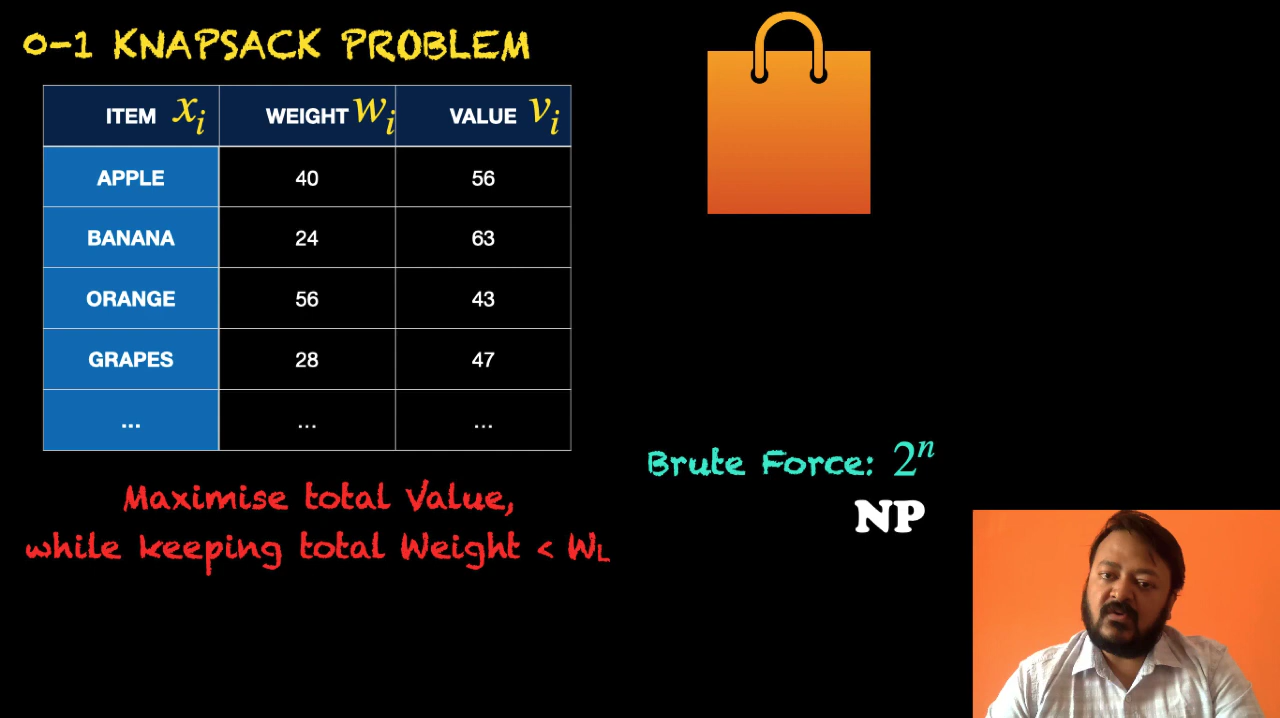 0-1 KNAPSACK PROBLEM
ITEM xᵢ WEIGHT wᵢ VALUE vᵢ
APPLE 40 56
BANANA 24 63
ORANGE 56 43
GRAPES 28 47
... ... ...
Brute Force: 2ⁿ
NP
Maximise total Value,
while keeping total Weight < W_L